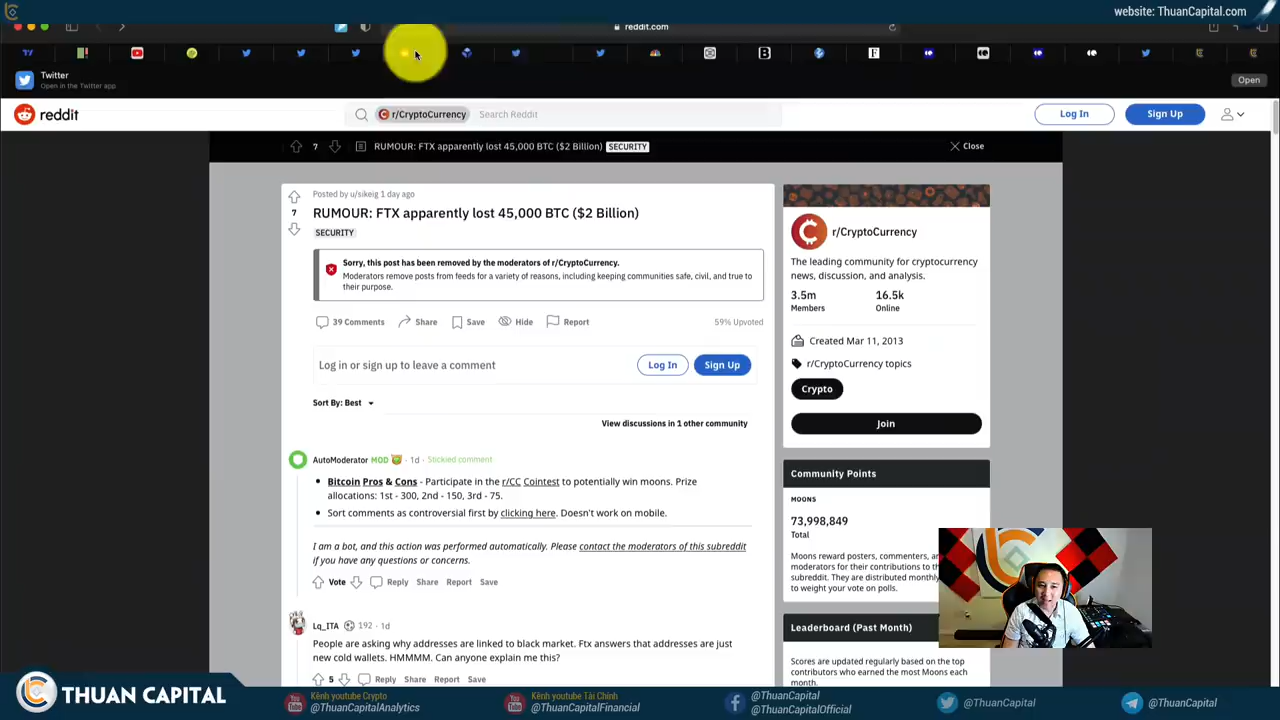 website: ThuanCapital.com
reddit.com
Twitter
Open in the Twitter app
Open
reddit
r/CryptoCurrency
Search Reddit
Log In
Sign Up
7
RUMOUR: FTX apparently lost 45,000 BTC ($2 Billion)
SECURITY
Close
Posted by u/sikeig 1 day ago
7
RUMOUR: FTX apparently lost 45,000 BTC ($2 Billion)
SECURITY
Sorry, this post has been removed by the moderators of r/CryptoCurrency.
Moderators remove posts from feeds for a variety of reasons, including keeping communities safe, civil, and true to
their purpose.
39 Comments
Share
Save
Hide
Report
59% Upvoted
Log in or sign up to leave a comment
Log In
Sign Up
Sort By: Best
View discussions in 1 other community
AutoModerator MOD · 1d · Stickied comment
Bitcoin Pros & Cons - Participate in the r/CC Cointest to potentially win moons. Prize
allocations: 1st - 300, 2nd - 150, 3rd - 75.
Sort comments as controversial first by clicking here. Doesn't work on mobile.
I am a bot, and this action was performed automatically. Please contact the moderators of this subreddit
if you have any questions or concerns.
Vote
Reply
Share
Report
Save
Lq_ITA 192 · 1d
People are asking why addresses are linked to black market. Ftx answers that addresses are just
new cold wallets. HMMMM. Can anyone explain me this?
5
Reply
Share
Report
Save
r/CryptoCurrency
The leading community for cryptocurrency
news, discussion, and analysis.
3.5m
Members
16.5k
Online
Created Mar 11, 2013
r/CryptoCurrency topics
Crypto
Join
Community Points
MOONS
73,998,849
Total
Moons reward posters, commenters, an
moderators for their contributions to th
subreddit. They are distributed monthly
to weight your vote on polls.
Leaderboard (Past Month)
Scores are updated regularly based on the top
contributors who earned the most Moons each
month.
THUAN CAPITAL
Kênh youtube Crypto
@ThuanCapitalAnalytics
Kênh youtube Tài Chính
@ThuanCapitalFinancial
@ThuanCapital
@ThuanCapitalOfficial
@ThuanCapital
@ThuanCapital